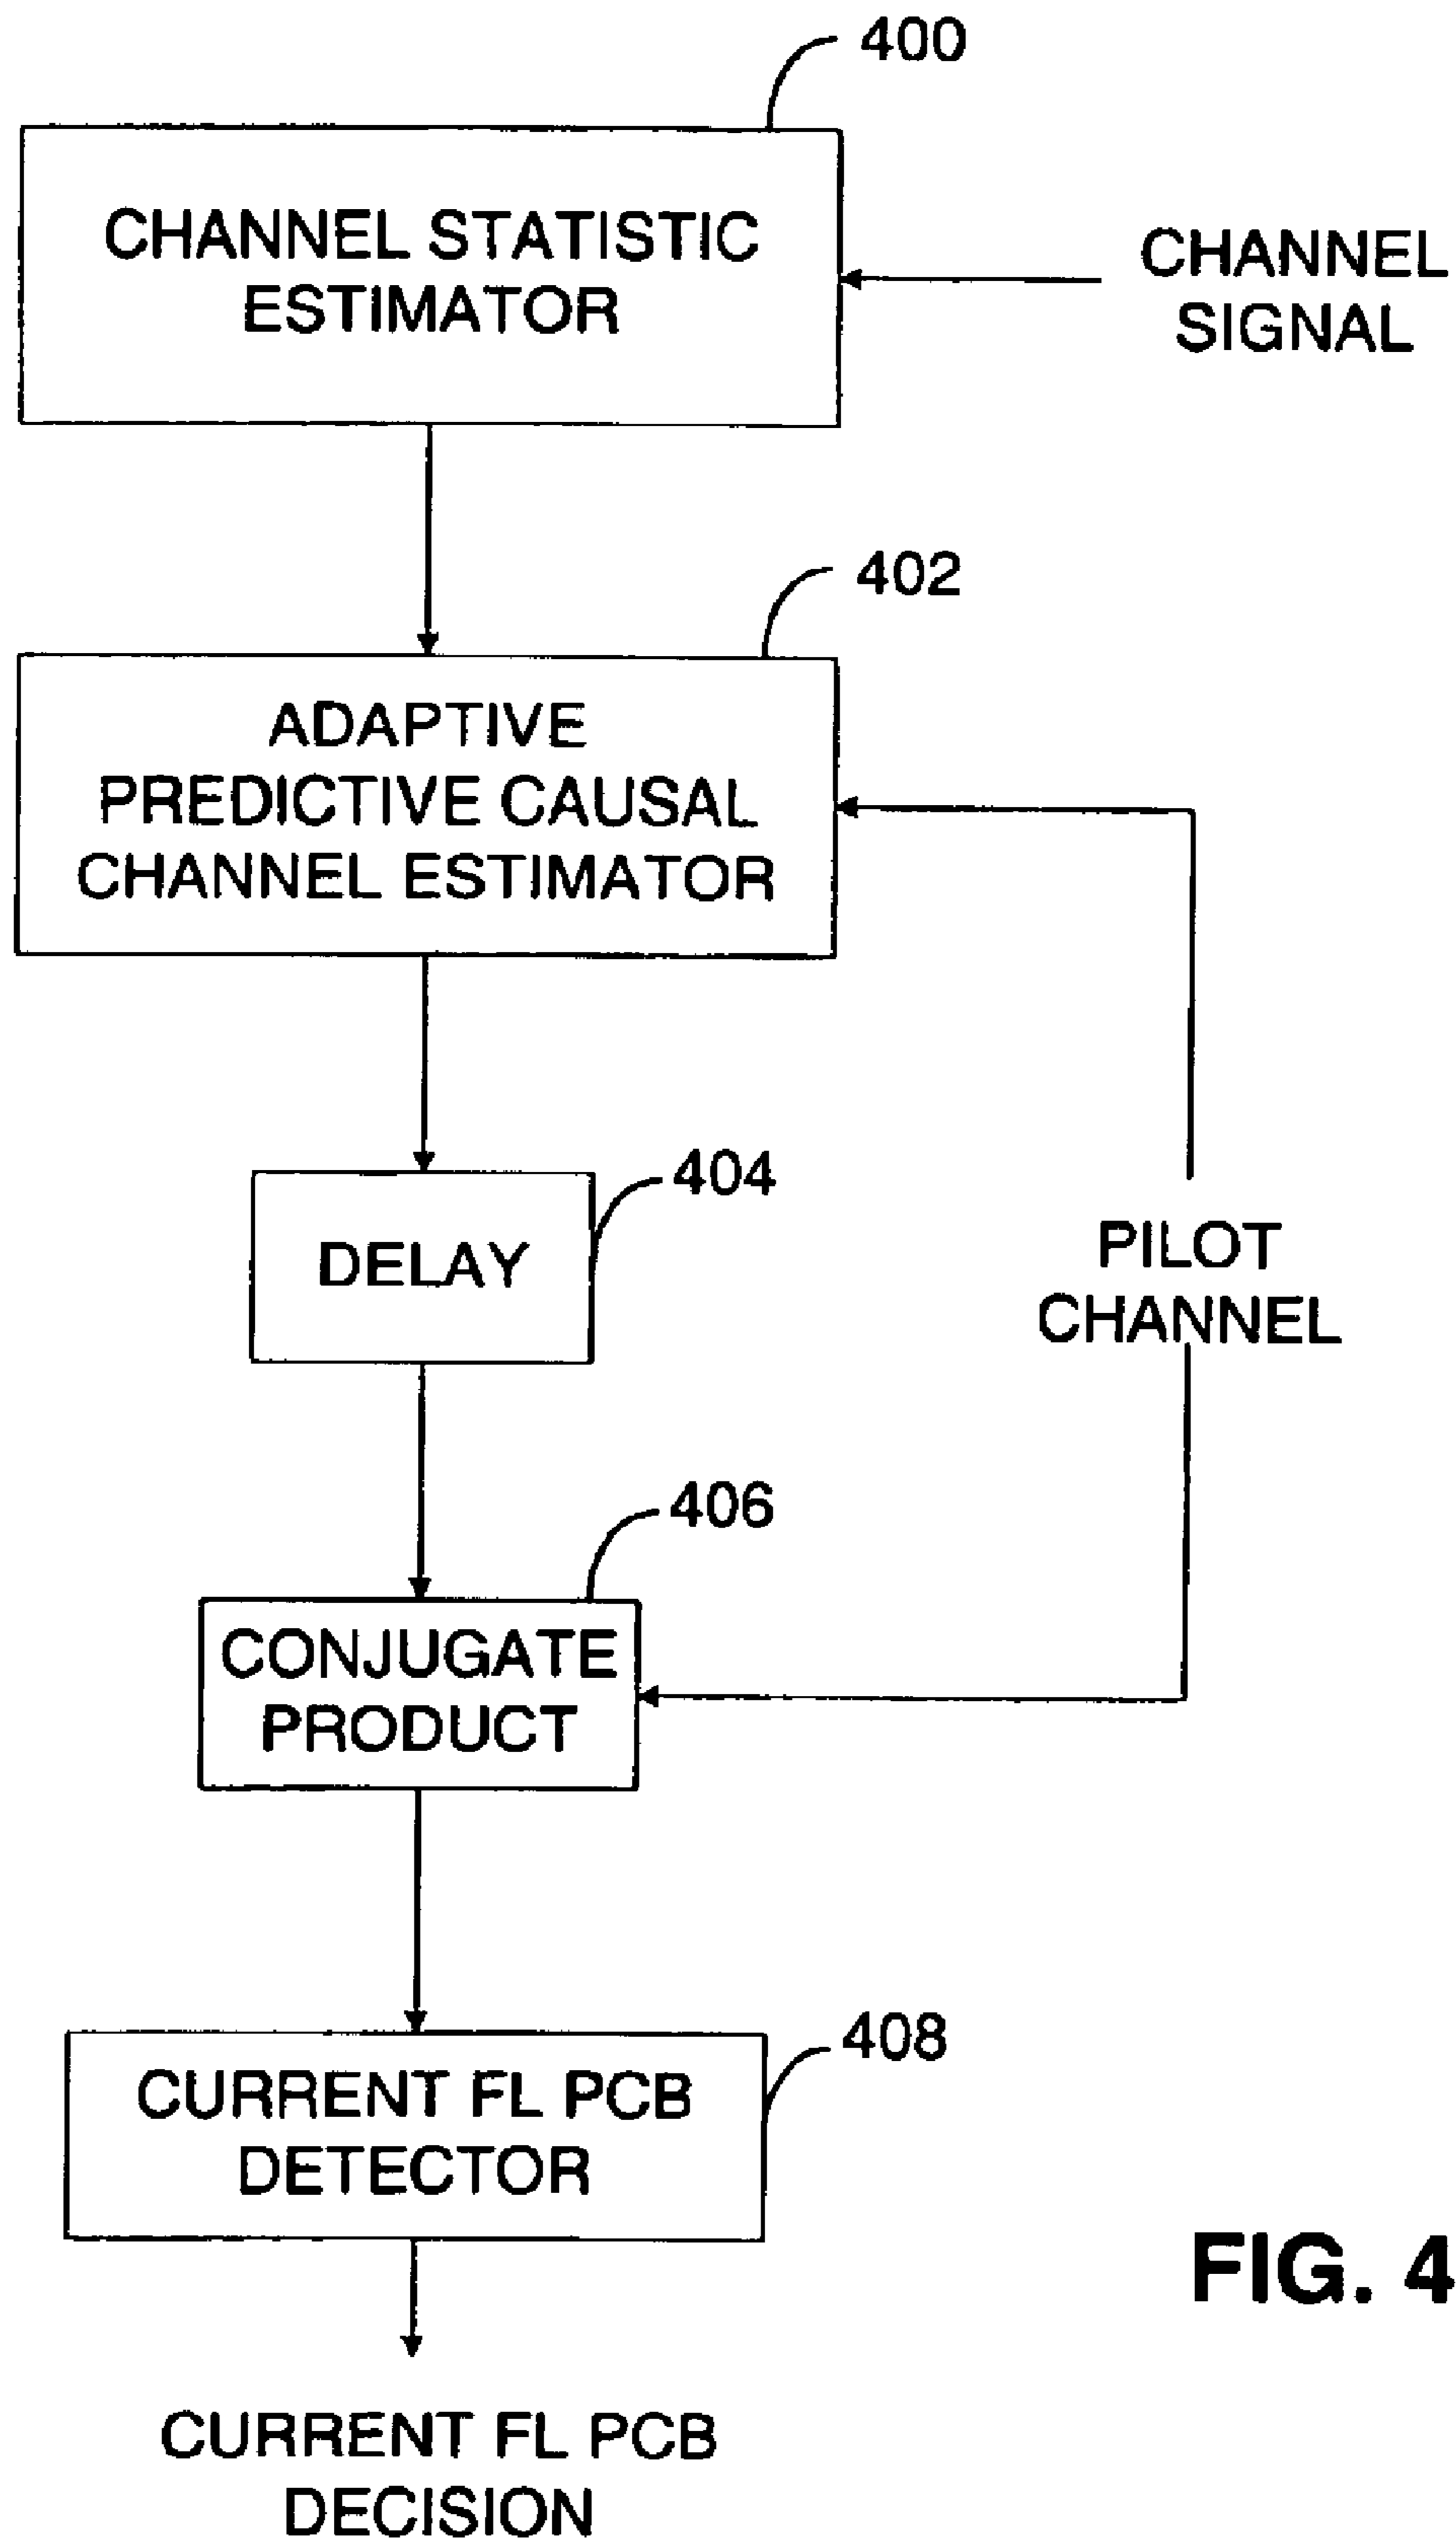 400
CHANNEL STATISTIC
ESTIMATOR
CHANNEL
SIGNAL
402
ADAPTIVE
PREDICTIVE CAUSAL
CHANNEL ESTIMATOR
404
DELAY
PILOT
CHANNEL
406
CONJUGATE
PRODUCT
408
CURRENT FL PCB
DETECTOR
FIG. 4
CURRENT FL PCB
DECISION